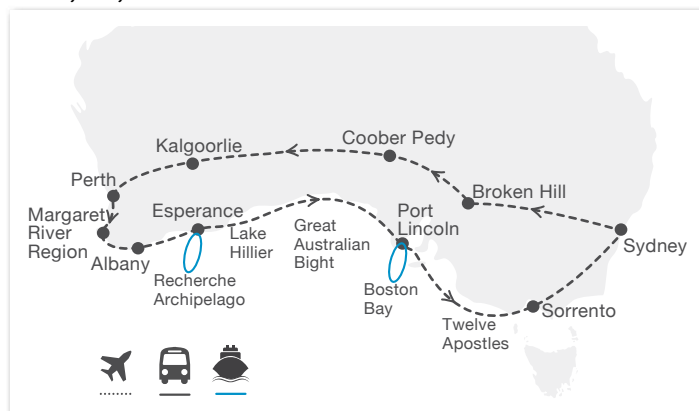 Coober Pedy
Kalgoorlie
Perth
Broken Hill
Margaret
River
Region
Esperance
Port
Lincoln
Great
Australian
Bight
Lake
Hillier
Sydney
Albany
Recherche
Archipelago
Boston
Bay
Sorrento
Twelve
Apostles